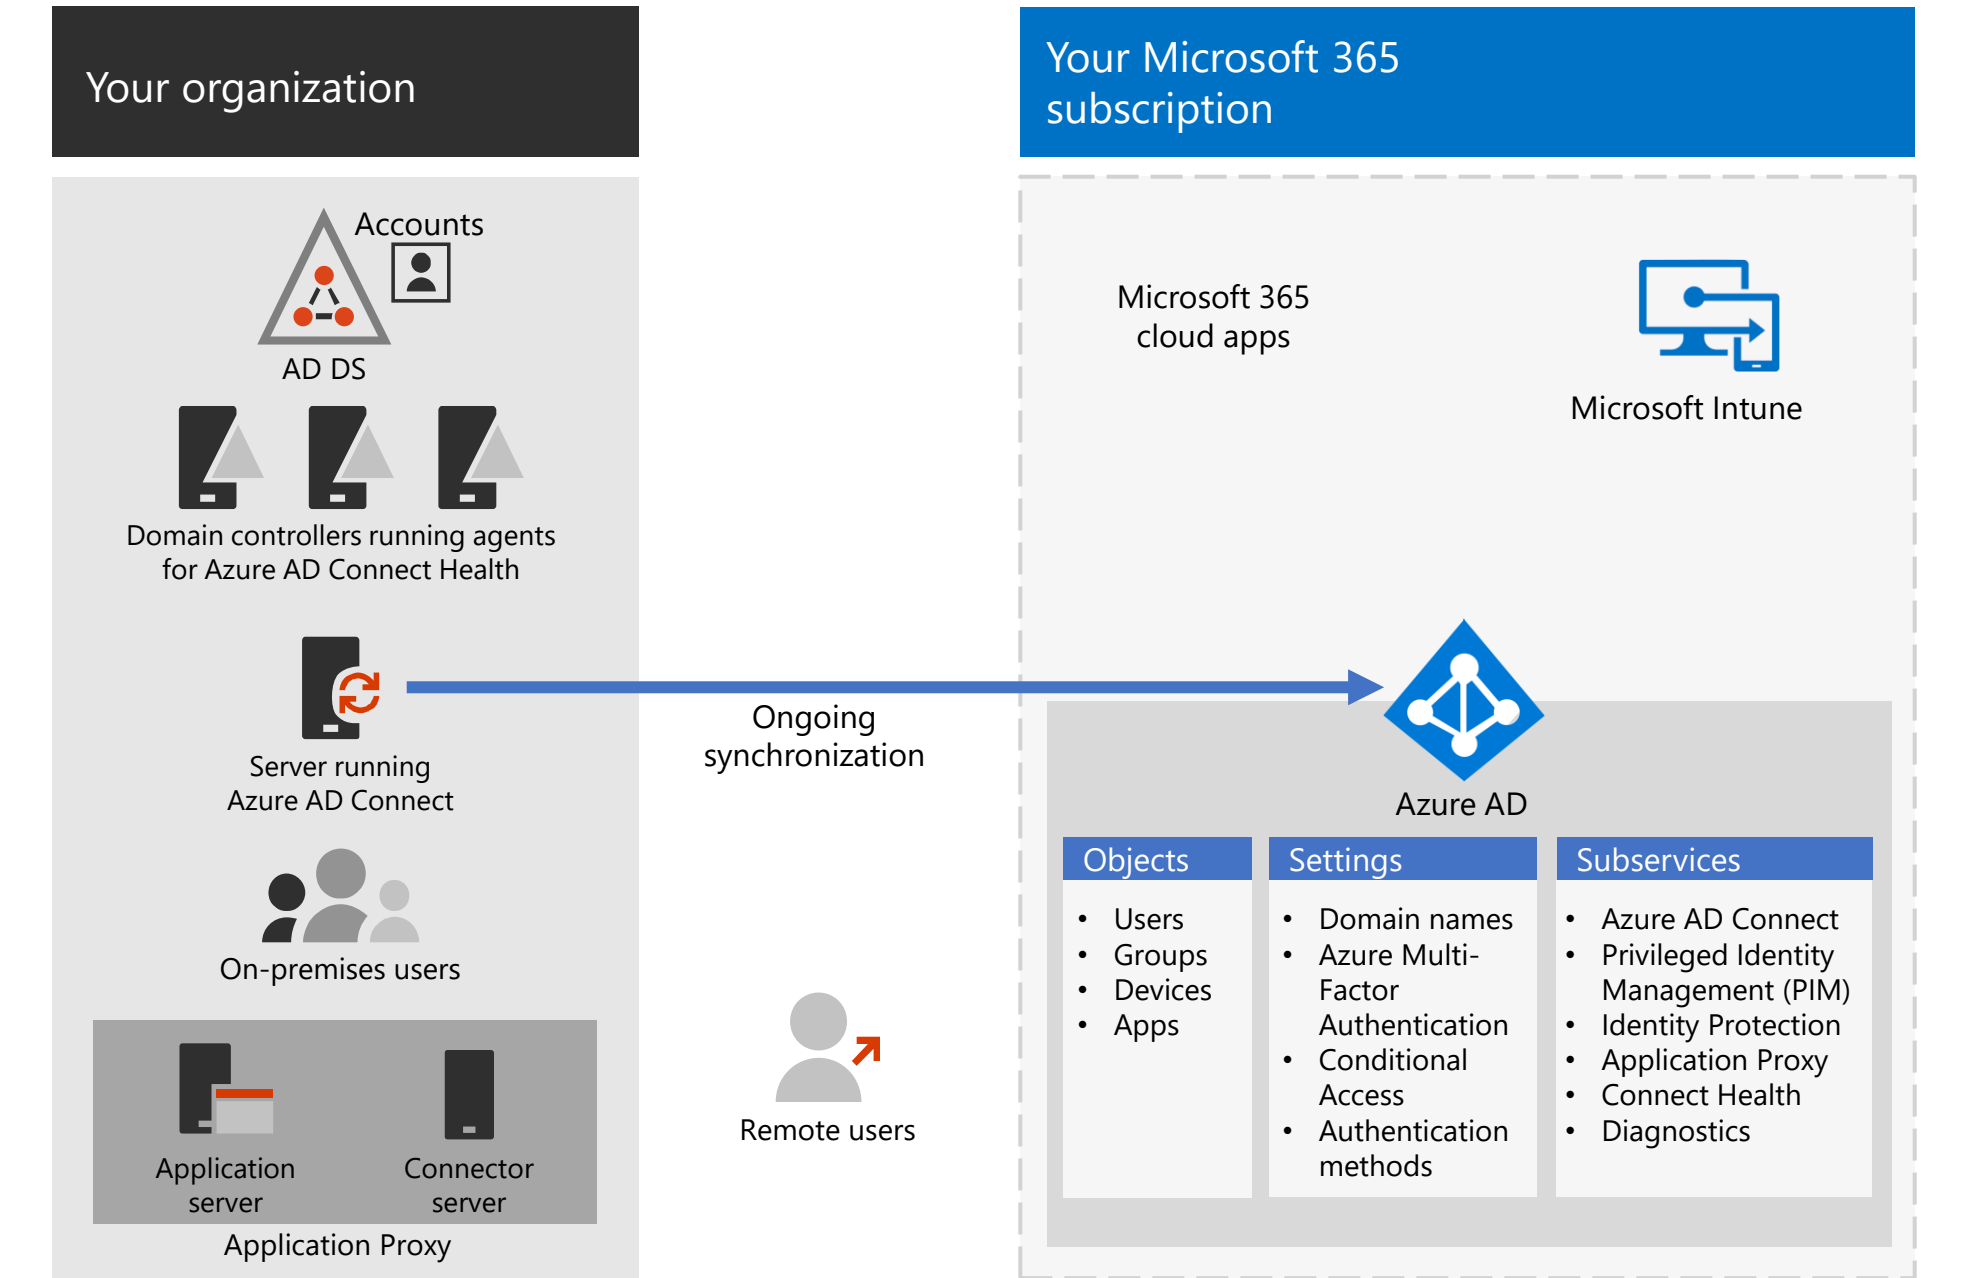 Your organization
Accounts
AD DS
Domain controllers running agents
for Azure AD Connect Health
Server running
Azure AD Connect
On-premises users
Application
server
Connector
server
Application Proxy
Ongoing
synchronization
Remote users
Your Microsoft 365
subscription
Microsoft 365
cloud apps
Microsoft Intune
Azure AD
Objects
• Users
• Groups
• Devices
• Apps
Settings
• Domain names
• Azure Multi-
Factor
Authentication
• Conditional
Access
• Authentication
methods
Subservices
• Azure AD Connect
• Privileged Identity
Management (PIM)
• Identity Protection
• Application Proxy
• Connect Health
• Diagnostics